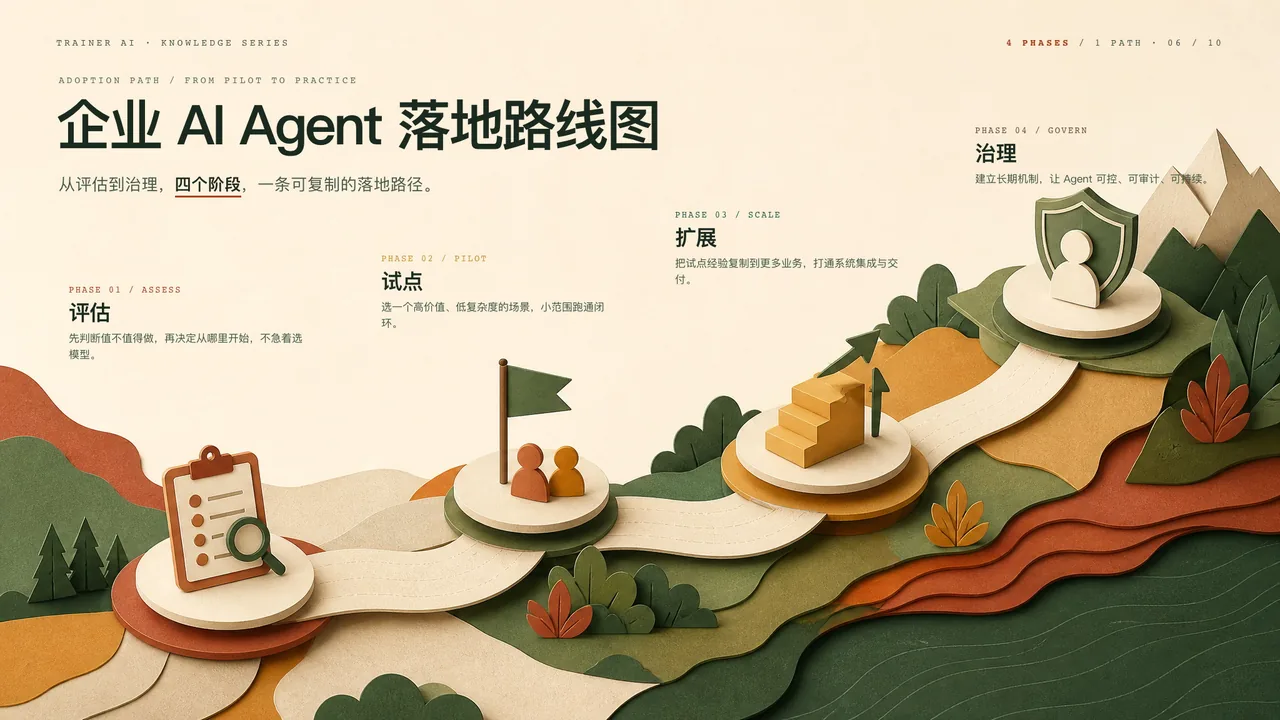 TRAINER AI · KNOWLEDGE SERIES
4 PHASES / 1 PATH · 06 / 10
ADOPTION PATH / FROM PILOT TO PRACTICE
企业 AI Agent 落地路线图
从评估到治理，四个阶段，一条可复制的落地路径。
PHASE 01 / ASSESS
评估
先判断值不值得做，再决定从哪里开始，不急着选
模型。
PHASE 02 / PILOT
试点
选一个高价值、低复杂度的场景，小范围跑通闭
环。
PHASE 03 / SCALE
扩展
把试点经验复制到更多业务，打通系统集成与交
付。
PHASE 04 / GOVERN
治理
建立长期机制，让 Agent 可控、可审计、可持续。